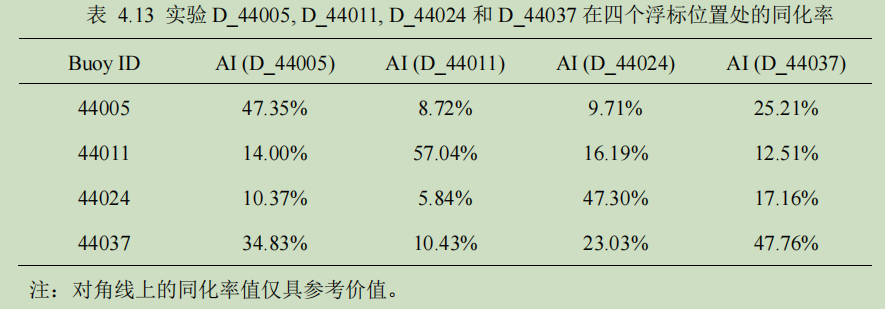 表 4.13 实验 D_44005, D_44011, D_44024 和 D_44037 在四个浮标位置处的同化率
Buoy ID AI (D_44005) AI (D_44011) AI (D_44024) AI (D_44037)
44005 47.35% 8.72% 9.71% 25.21%
44011 14.00% 57.04% 16.19% 12.51%
44024 10.37% 5.84% 47.30% 17.16%
44037 34.83% 10.43% 23.03% 47.76%
注：对角线上的同化率值仅具参考价值。